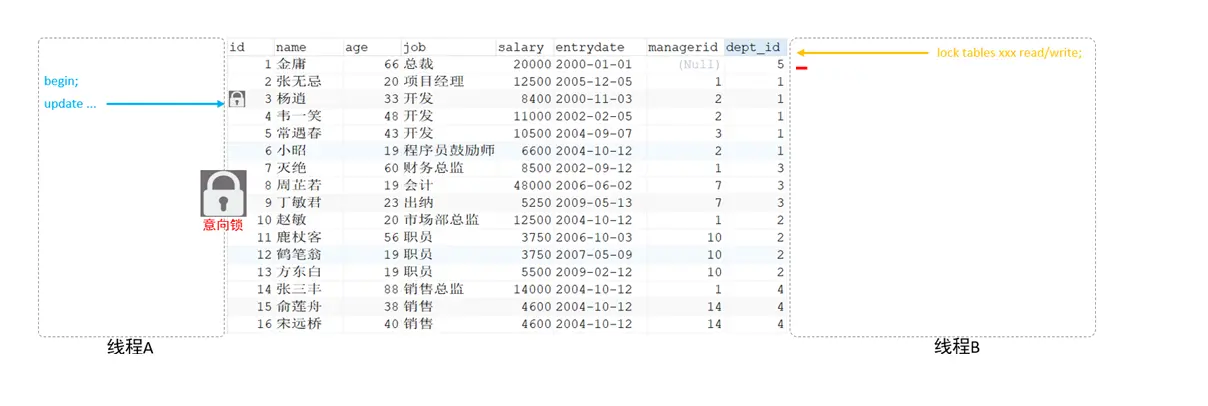 id name age job salary entrydate managerid dept_id
lock tables xxx read/write;
1 金庸 66 总裁 20000 2000-01-01 (Null) 5
begin;
2 张无忌 20 项目经理 12500 2005-12-05 1 1
update ...
3 杨逍 33 开发 8400 2000-11-03 2 1
4 韦一笑 48 开发 11000 2002-02-05 2 1
5 常遇春 43 开发 10500 2004-09-07 3 1
6 小昭 19 程序员鼓励师 6600 2004-10-12 2 1
7 灭绝 60 财务总监 8500 2002-09-12 1 3
8 周芷若 19 会计 48000 2006-06-02 7 3
9 丁敏君 23 出纳 5250 2009-05-13 7 3
意向锁
10 赵敏 20 市场部总监 12500 2004-10-12 1 2
11 鹿杖客 56 职员 3750 2006-10-03 10 2
12 鹤笔翁 19 职员 3750 2007-05-09 10 2
13 方东白 19 职员 5500 2009-02-12 10 2
14 张三丰 88 销售总监 14000 2004-10-12 1 4
15 俞莲舟 38 销售 4600 2004-10-12 14 4
16 宋远桥 40 销售 4600 2004-10-12 14 4
线程A
线程B